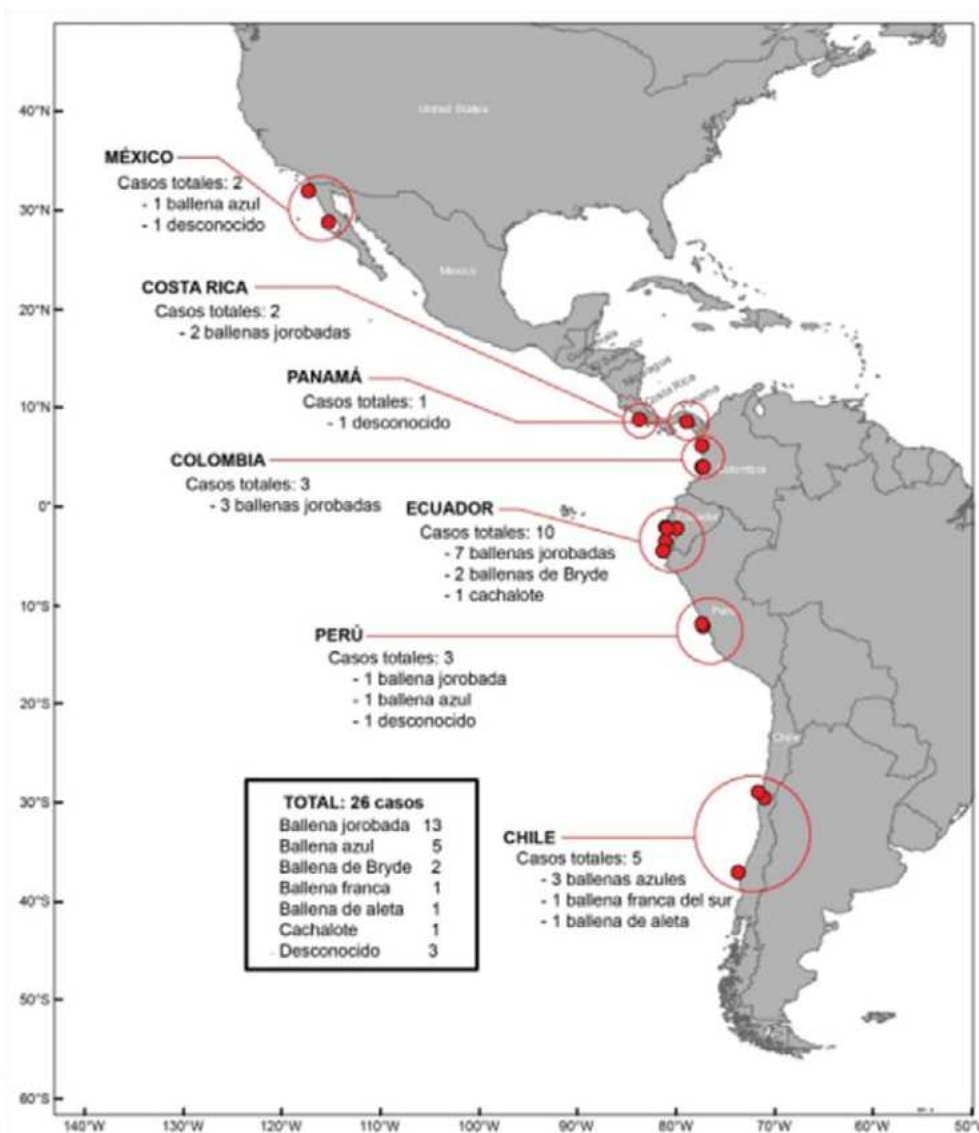 40°N
30°N
20°N
10°N
0°
10°S
20°S
30°S
40°S
50°S
60°S
140°W
130°W
120°W
110°W
100°W
90°W
80°W
70°W
60°W
50°
United States
Mexico
Nicaragua
Costa Rica
Peru
Chile
MÉXICO
Casos totales: 2
- 1 ballena azul
- 1 desconocido
COSTA RICA
Casos totales: 2
- 2 ballenas jorobadas
PANAMÁ
Casos totales: 1
- 1 desconocido
COLOMBIA
Casos totales: 3
- 3 ballenas jorobadas
ECUADOR
Casos totales: 10
- 7 ballenas jorobadas
- 2 ballenas de Bryde
- 1 cachalote
PERÚ
Casos totales: 3
- 1 ballena jorobada
- 1 ballena azul
- 1 desconocido
CHILE
Casos totales: 5
- 3 ballenas azules
- 1 ballena franca del sur
- 1 ballena de aleta
TOTAL: 26 casos
Ballena jorobada 13
Ballena azul 5
Ballena de Bryde 2
Ballena franca 1
Ballena de aleta 1
Cachalote 1
Desconocido 3